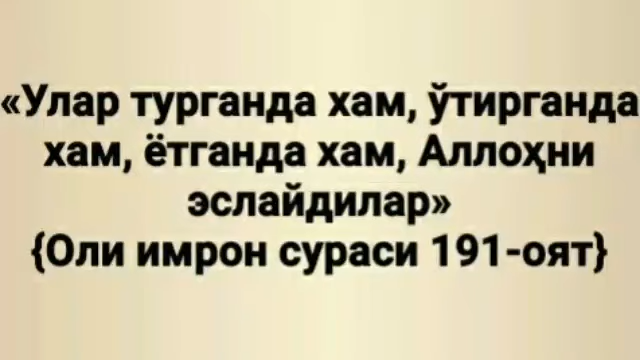 «Улар турганда хам, ўтирганда
хам, ётганда хам, Аллоҳни
эслайдилар»
{Оли имрон сураси 191-оят}